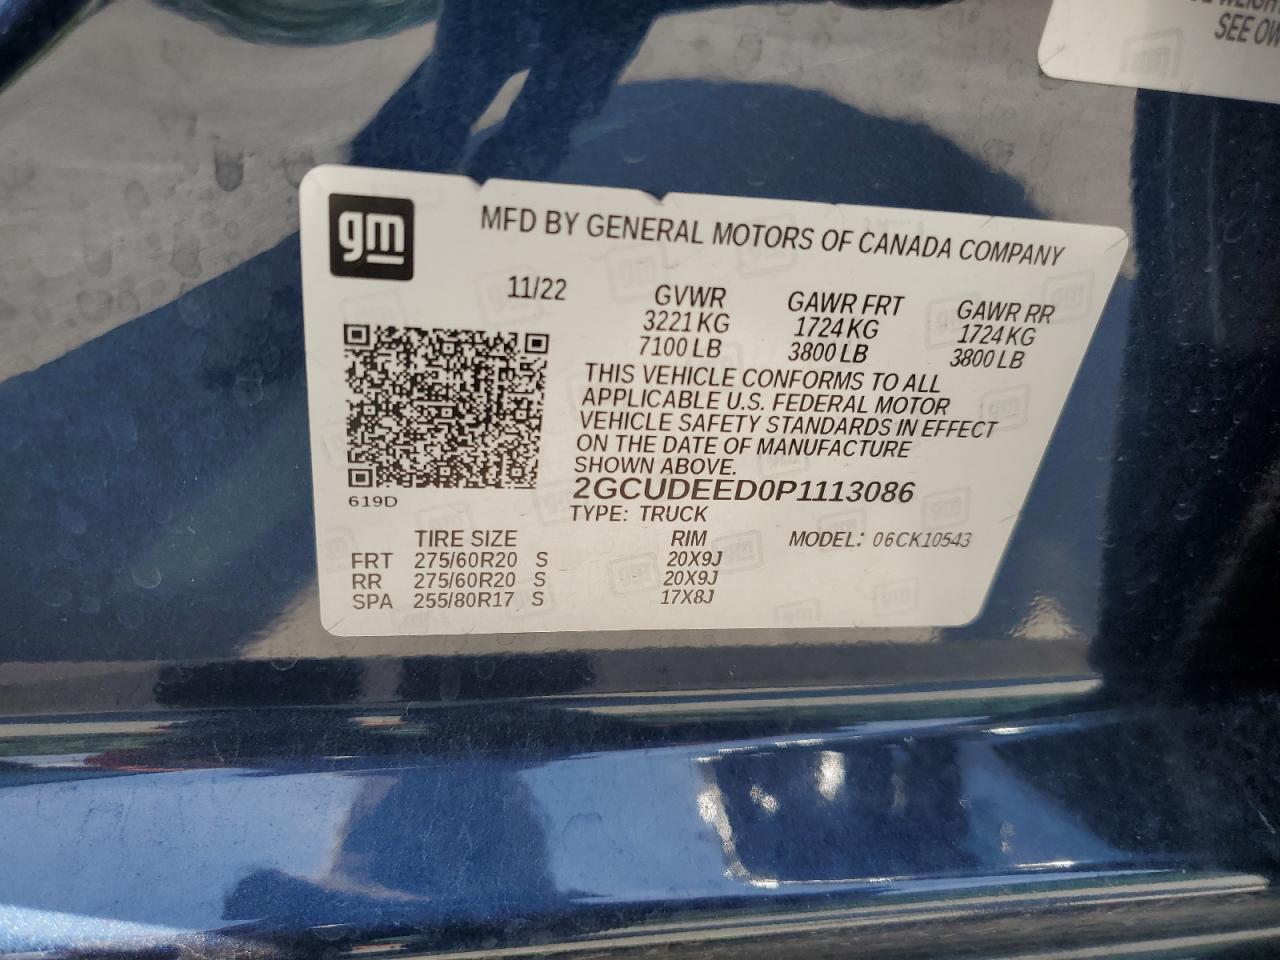 SEE OW
gm
MFD BY GENERAL MOTORS OF CANADA COMPANY
11/22 GVWR GAWR FRT GAWR RR
3221 KG 1724 KG 1724 KG
7100 LB 3800 LB 3800 LB
THIS VEHICLE CONFORMS TO ALL
APPLICABLE U.S. FEDERAL MOTOR
VEHICLE SAFETY STANDARDS IN EFFECT
ON THE DATE OF MANUFACTURE
SHOWN ABOVE.
2GCUDEED0P1113086
619D
TYPE: TRUCK
TIRE SIZE RIM MODEL: 06CK10543
FRT 275/60R20 S 20X9J
RR 275/60R20 S 20X9J
SPA 255/80R17 S 17X8J